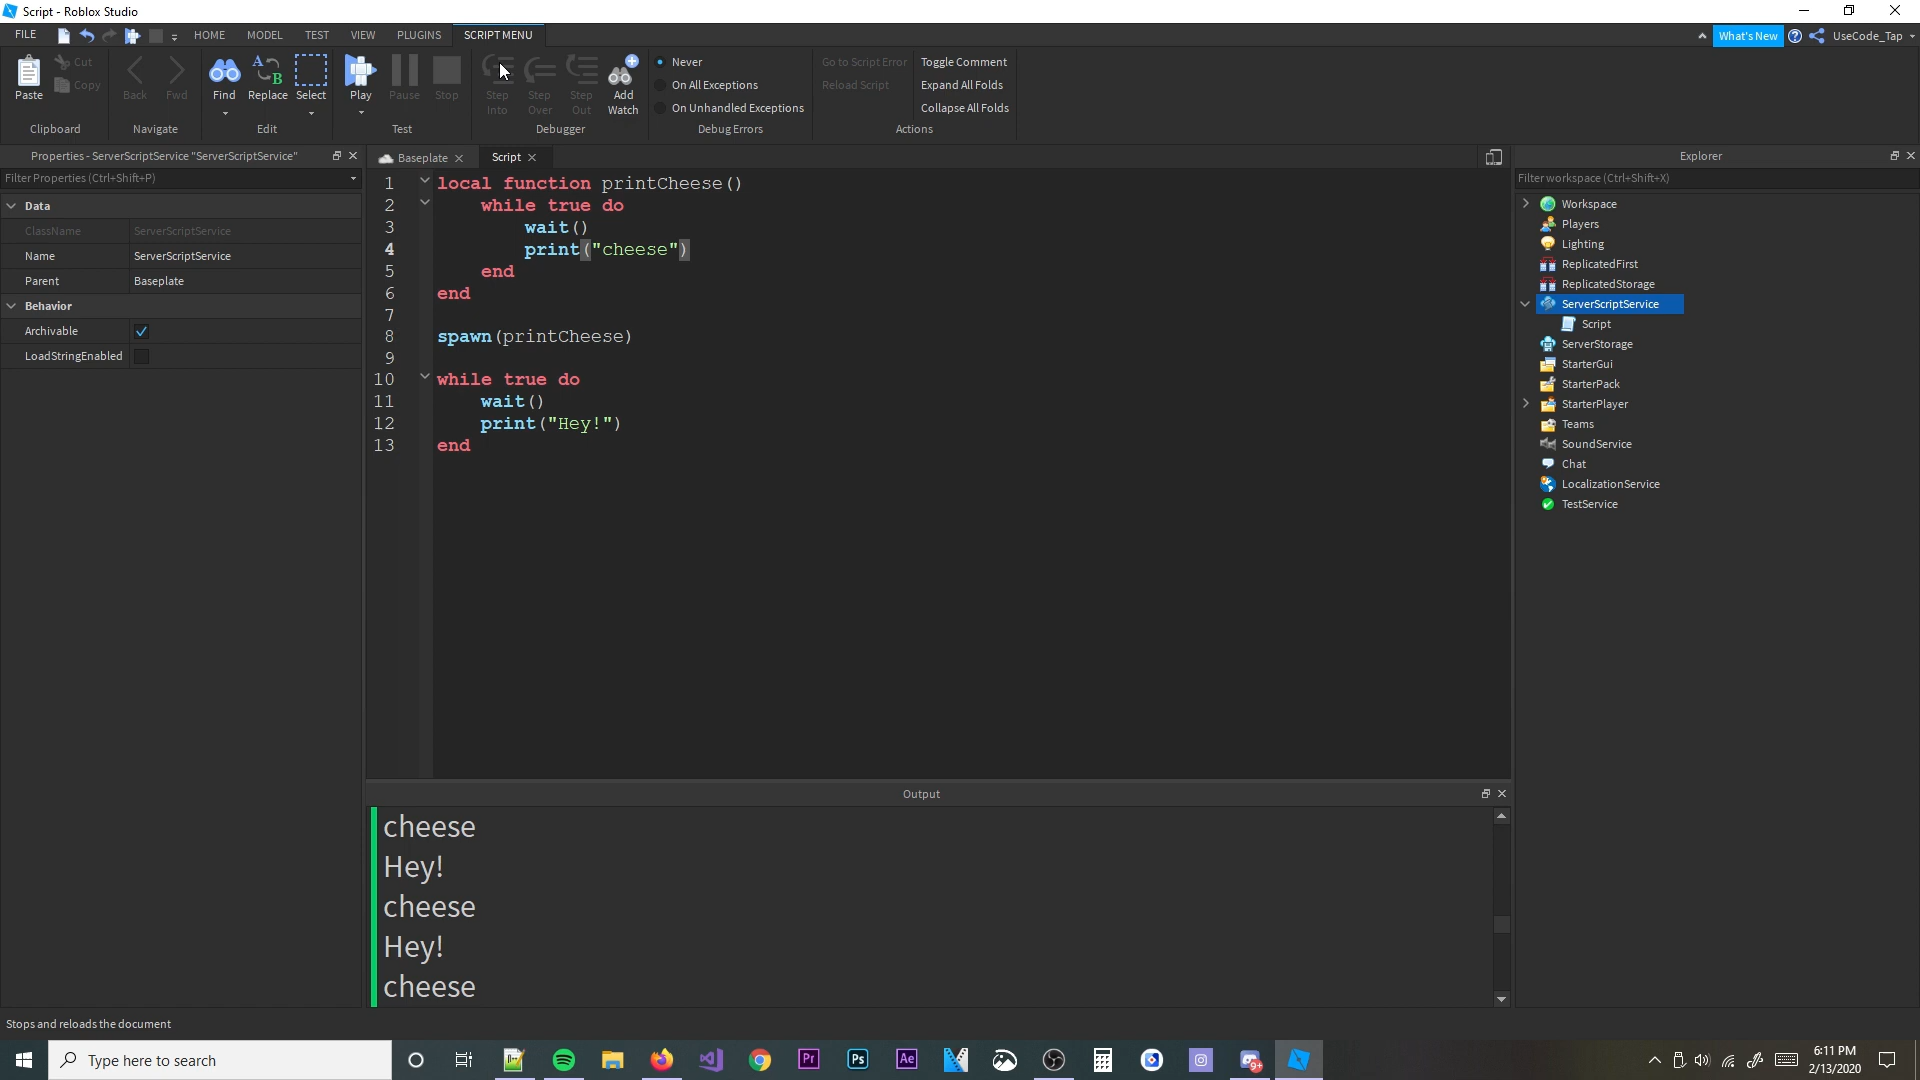 Script - Roblox Studio
FILE HOME MODEL TEST VIEW PLUGINS SCRIPT MENU What's New UseCode_Tap
Paste Cut Copy Back Fwd Find Replace Select Play Pause Stop Step Into Step Over Step Out Add Watch
Never
On All Exceptions
On Unhandled Exceptions
Go to Script Error
Reload Script
Toggle Comment
Expand All Folds
Collapse All Folds
Clipboard Navigate Edit Test Debugger Debug Errors Actions
Properties - ServerScriptService "ServerScriptService"
Filter Properties (Ctrl+Shift+P)
Data
ClassName ServerScriptService
Name ServerScriptService
Parent Baseplate
Behavior
Archivable
LoadStringEnabled
Baseplate Script
1 local function printCheese()
2 while true do
3 wait()
4 print("cheese")
5 end
6 end
7
8 spawn(printCheese)
9
10 while true do
11 wait()
12 print("Hey!")
13 end
Output
cheese
Hey!
cheese
Hey!
cheese
Explorer
Filter workspace (Ctrl+Shift+X)
Workspace
Players
Lighting
ReplicatedFirst
ReplicatedStorage
ServerScriptService
Script
ServerStorage
StarterGui
StarterPack
StarterPlayer
Teams
SoundService
Chat
LocalizationService
TestService
Stops and reloads the document
Type here to search
Pr Ps Ae
9+
6:11 PM
2/13/2020